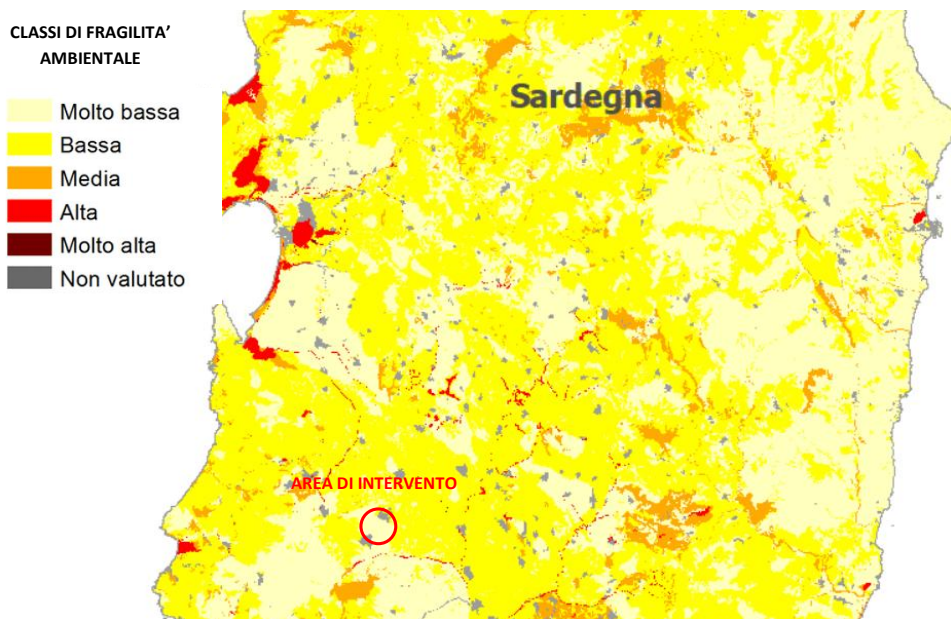 CLASSI DI FRAGILITA’
AMBIENTALE
Molto bassa
Bassa
Media
Alta
Molto alta
Non valutato
Sardegna
AREA DI INTERVENTO